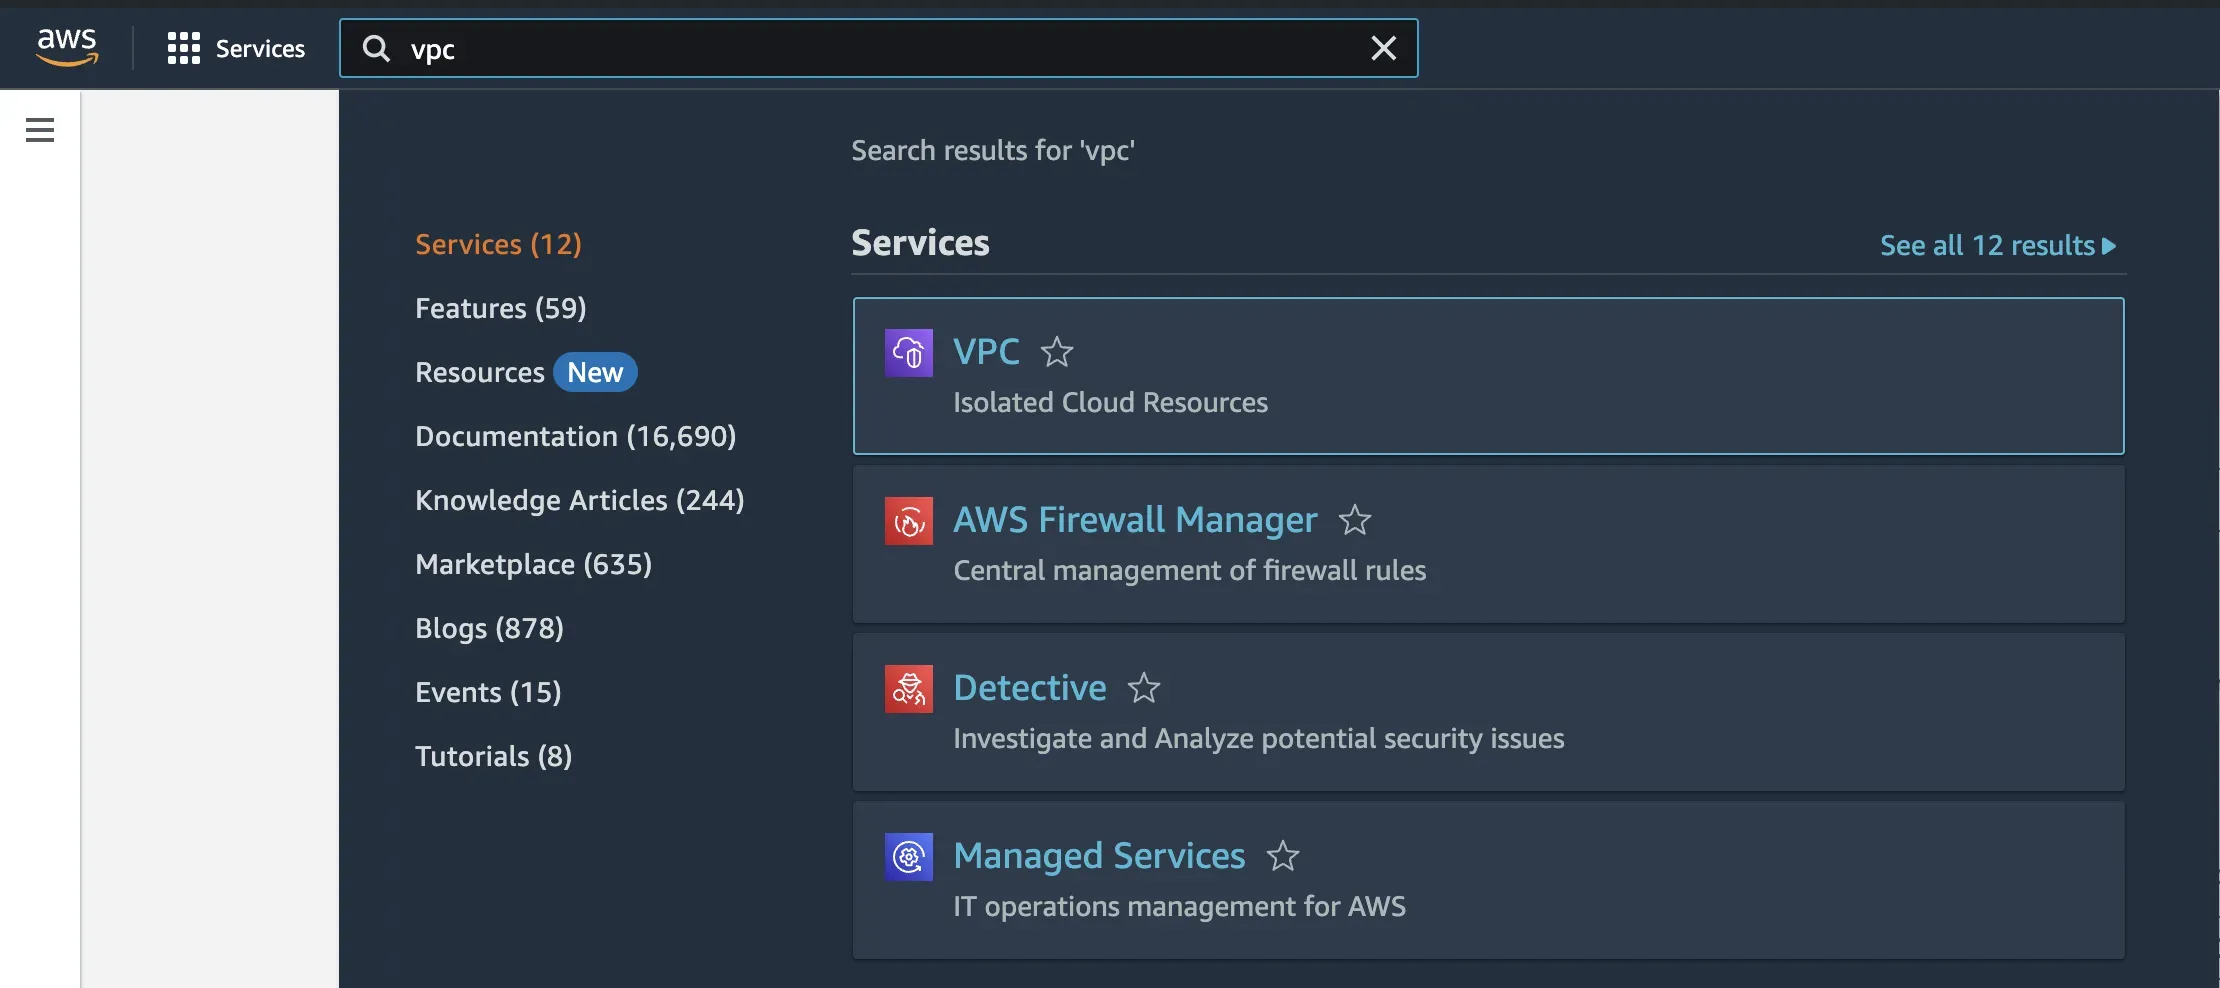 aws
Services
vpc
Search results for 'vpc'
Services (12)
Features (59)
Resources New
Documentation (16,690)
Knowledge Articles (244)
Marketplace (635)
Blogs (878)
Events (15)
Tutorials (8)
Services
See all 12 results
VPC
Isolated Cloud Resources
AWS Firewall Manager
Central management of firewall rules
Detective
Investigate and Analyze potential security issues
Managed Services
IT operations management for AWS